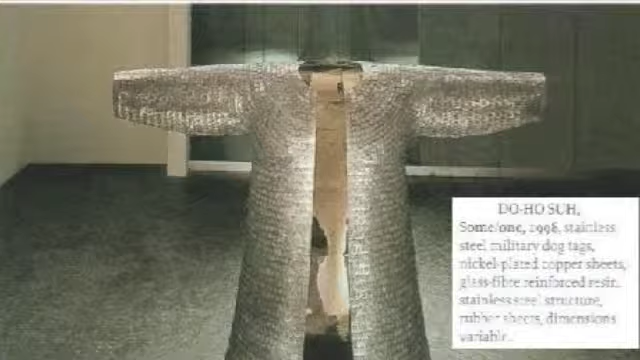 DO-HO SUH,
Some/one, 1998, stainless
steel military dog tags,
nickel-plated copper sheets,
glass-fibre reinforced resin,
stainless steel structure,
rubber sheets, dimensions
variable.